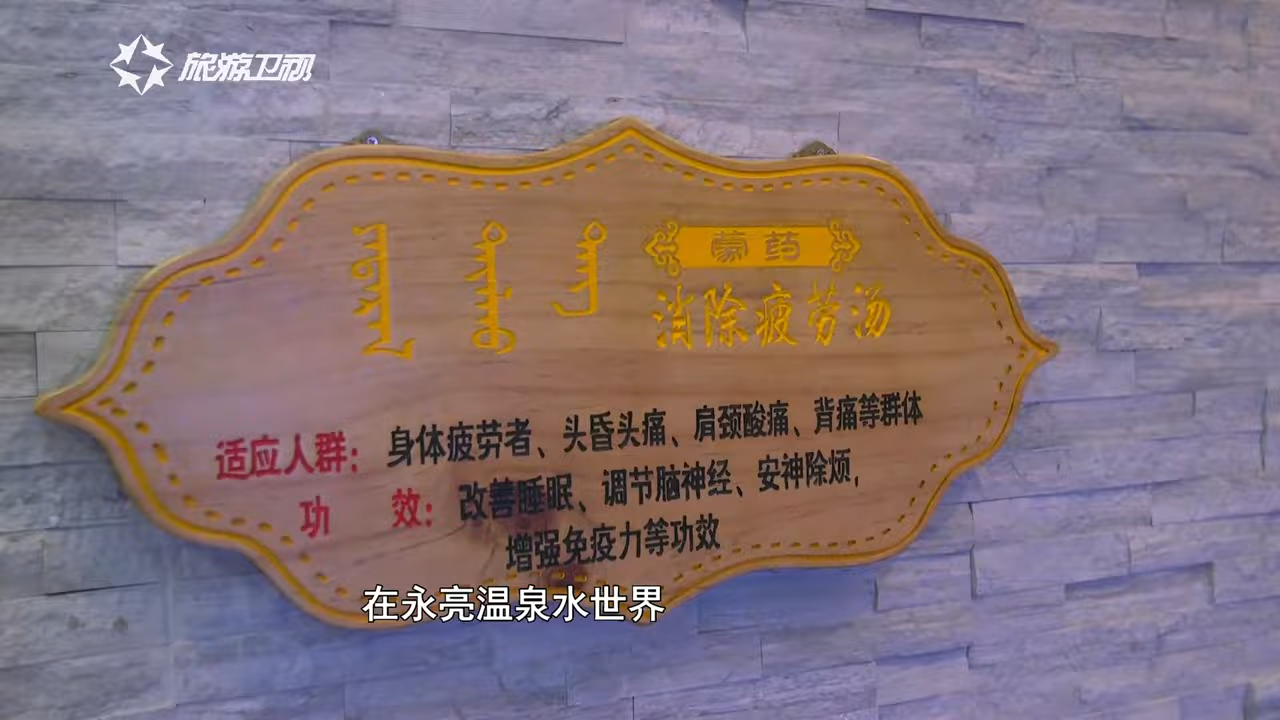 旅游卫视
蒙药
消除疲劳汤
适应人群：身体疲劳者、头昏头痛、肩颈酸痛、背痛等群体
功 效：改善睡眠、调节脑神经、安神除烦，
增强免疫力等功效
在永亮温泉水世界